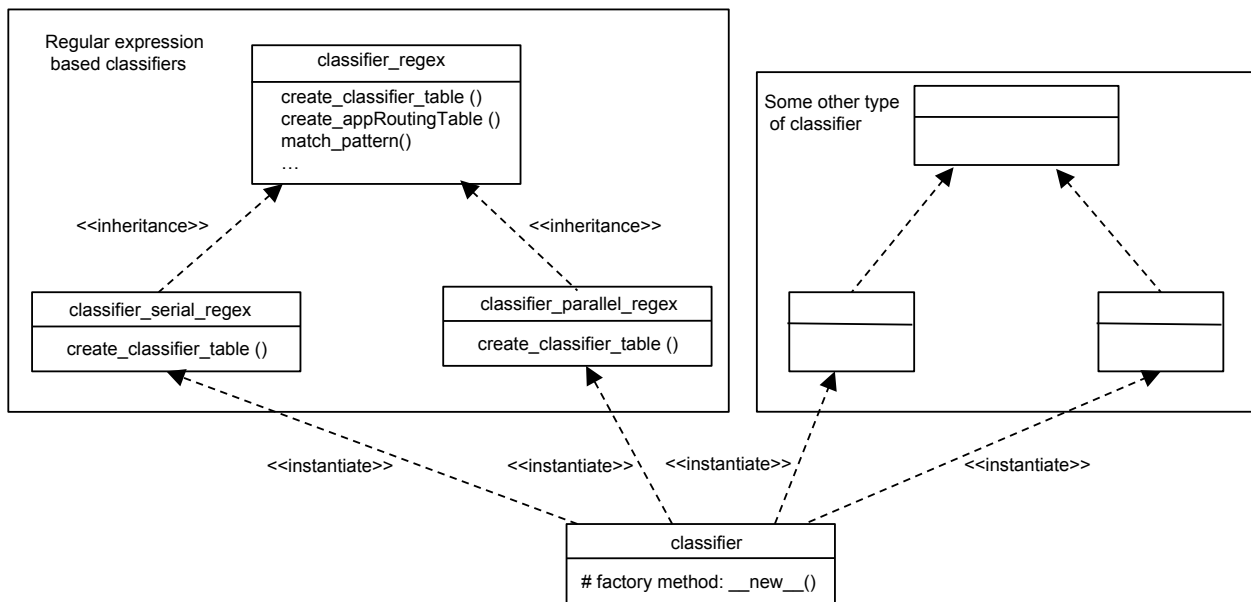 Regular expression
based classifiers
classifier_regex
create_classifier_table ()
create_appRoutingTable ()
match_pattern()
...
Some other type
of classifier
<<inheritance>>
<<inheritance>>
classifier_serial_regex
create_classifier_table ()
classifier_parallel_regex
create_classifier_table ()
<<instantiate>>
<<instantiate>>
<<instantiate>>
<<instantiate>>
classifier
# factory method: __new__()